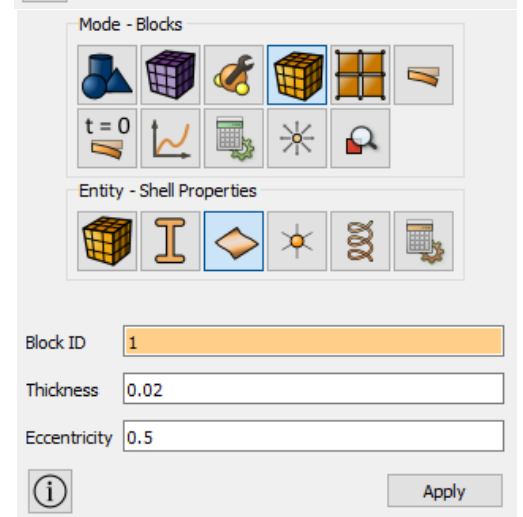 Mode - Blocks
t = 0
Entity - Shell Properties
Block ID 1
Thickness 0.02
Eccentricity 0.5
i Apply